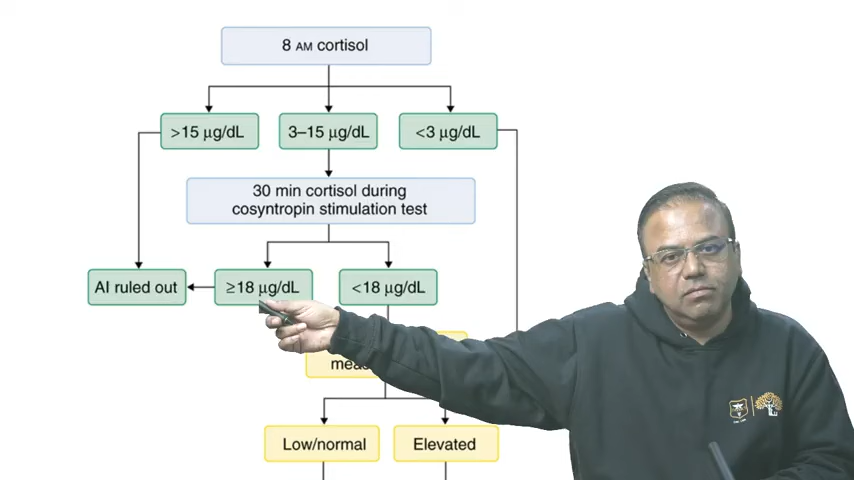 8 AM cortisol
>15 µg/dL
3–15 µg/dL
<3 µg/dL
30 min cortisol during
cosyntropin stimulation test
AI ruled out
≥18 µg/dL
<18 µg/dL
Low/normal
Elevated